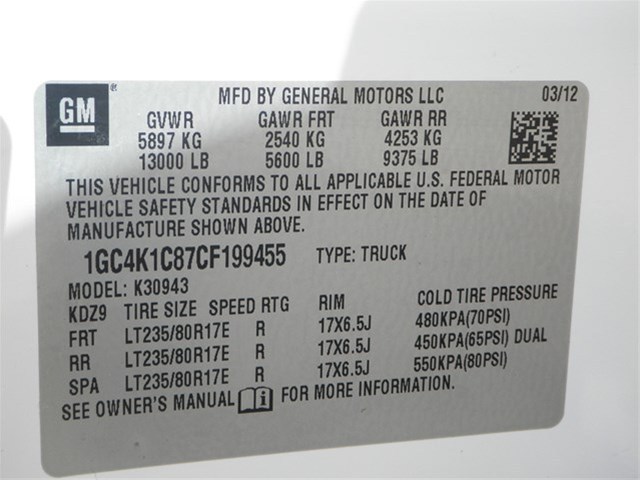 GM®
MFD BY GENERAL MOTORS LLC 03/12
GVWR GAWR FRT GAWR RR
5897 KG 2540 KG 4253 KG
13000 LB 5600 LB 9375 LB
THIS VEHICLE CONFORMS TO ALL APPLICABLE U.S. FEDERAL MOTOR
VEHICLE SAFETY STANDARDS IN EFFECT ON THE DATE OF
MANUFACTURE SHOWN ABOVE.
1GC4K1C87CF199455 TYPE: TRUCK
MODEL: K30943
KDZ9 TIRE SIZE SPEED RTG RIM COLD TIRE PRESSURE
FRT LT235/80R17E R 17X6.5J 480KPA(70PSI)
RR LT235/80R17E R 17X6.5J 450KPA(65PSI) DUAL
SPA LT235/80R17E R 17X6.5J 550KPA(80PSI)
SEE OWNER'S MANUAL i FOR MORE INFORMATION.